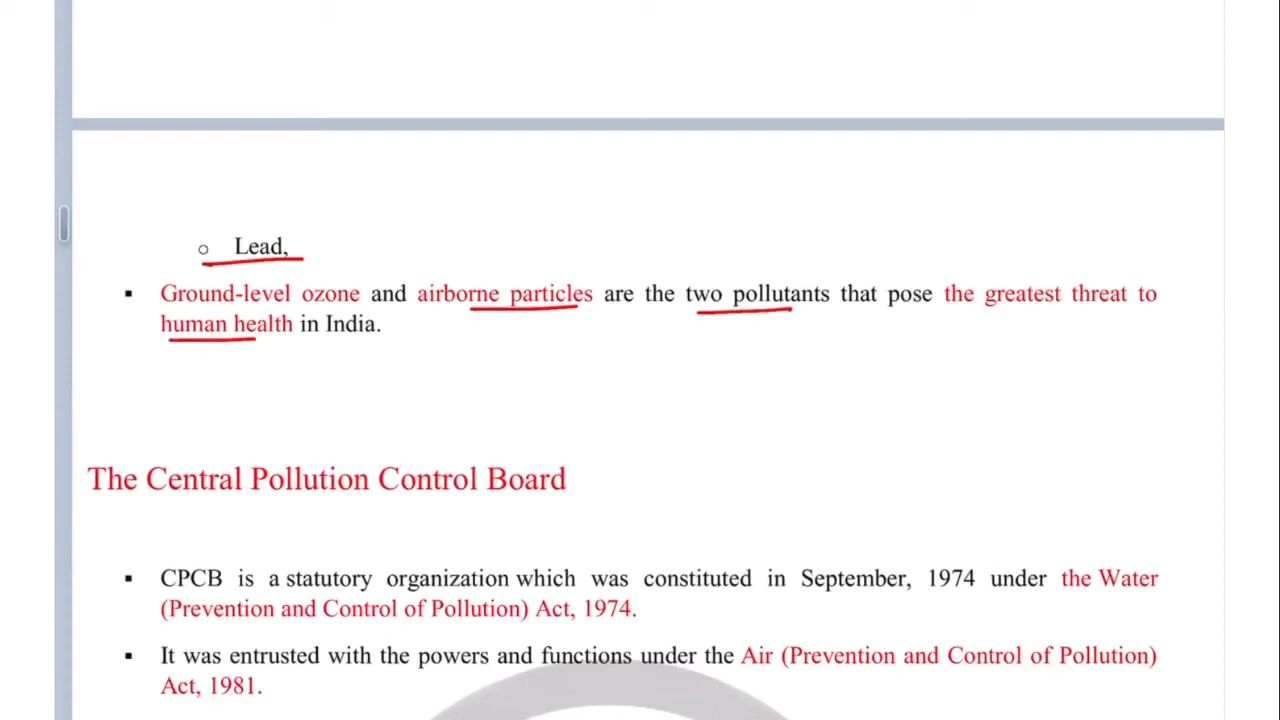 o Lead,
▪ Ground-level ozone and airborne particles are the two pollutants that pose the greatest threat to
human health in India.
The Central Pollution Control Board
▪ CPCB is a statutory organization which was constituted in September, 1974 under the Water
(Prevention and Control of Pollution) Act, 1974.
▪ It was entrusted with the powers and functions under the Air (Prevention and Control of Pollution)
Act, 1981.